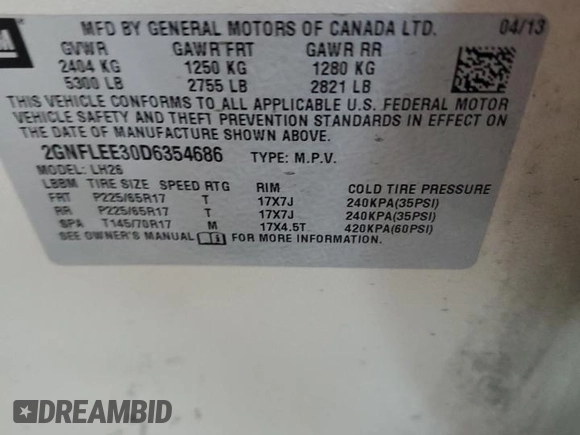 GM
MFD BY GENERAL MOTORS OF CANADA LTD. 04/13
GVWR GAWR FRT GAWR RR
2404 KG 1250 KG 1280 KG
5300 LB 2755 LB 2821 LB
THIS VEHICLE CONFORMS TO ALL APPLICABLE U.S. FEDERAL MOTOR
VEHICLE SAFETY AND THEFT PREVENTION STANDARDS IN EFFECT ON THE
DATE OF MANUFACTURE SHOWN ABOVE.
2GNFLEE30D6354686 TYPE: M.P.V.
MODEL: LH26
LBBM TIRE SIZE SPEED RTG RIM COLD TIRE PRESSURE
FRT P225/65R17 T 17X7J 240KPA(35PSI)
RR P225/65R17 T 17X7J 240KPA(35PSI)
SPA T145/70R17 M 17X4.5T 420KPA(60PSI)
SEE OWNER'S MANUAL FOR MORE INFORMATION.
DREAMBID